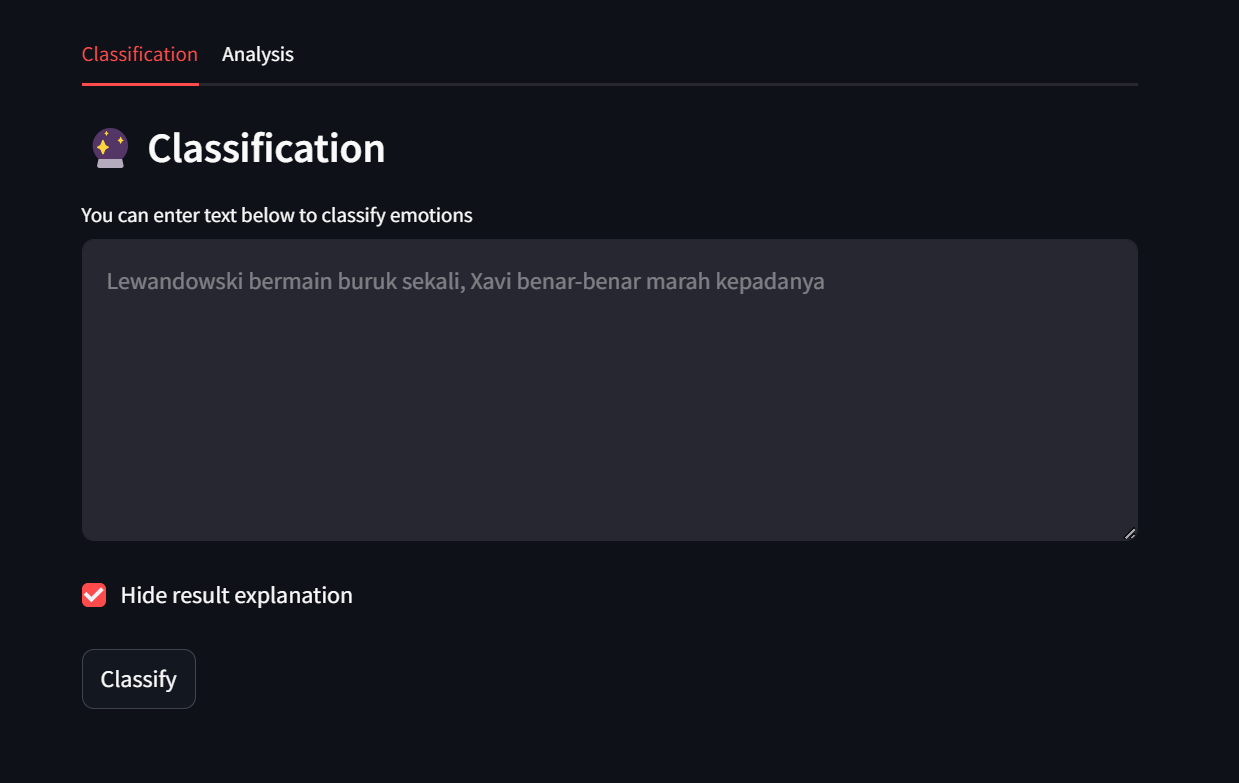 Classification Analysis
Classification
You can enter text below to classify emotions
Lewandowski bermain buruk sekali, Xavi benar-benar marah kepadanya
Hide result explanation
Classify